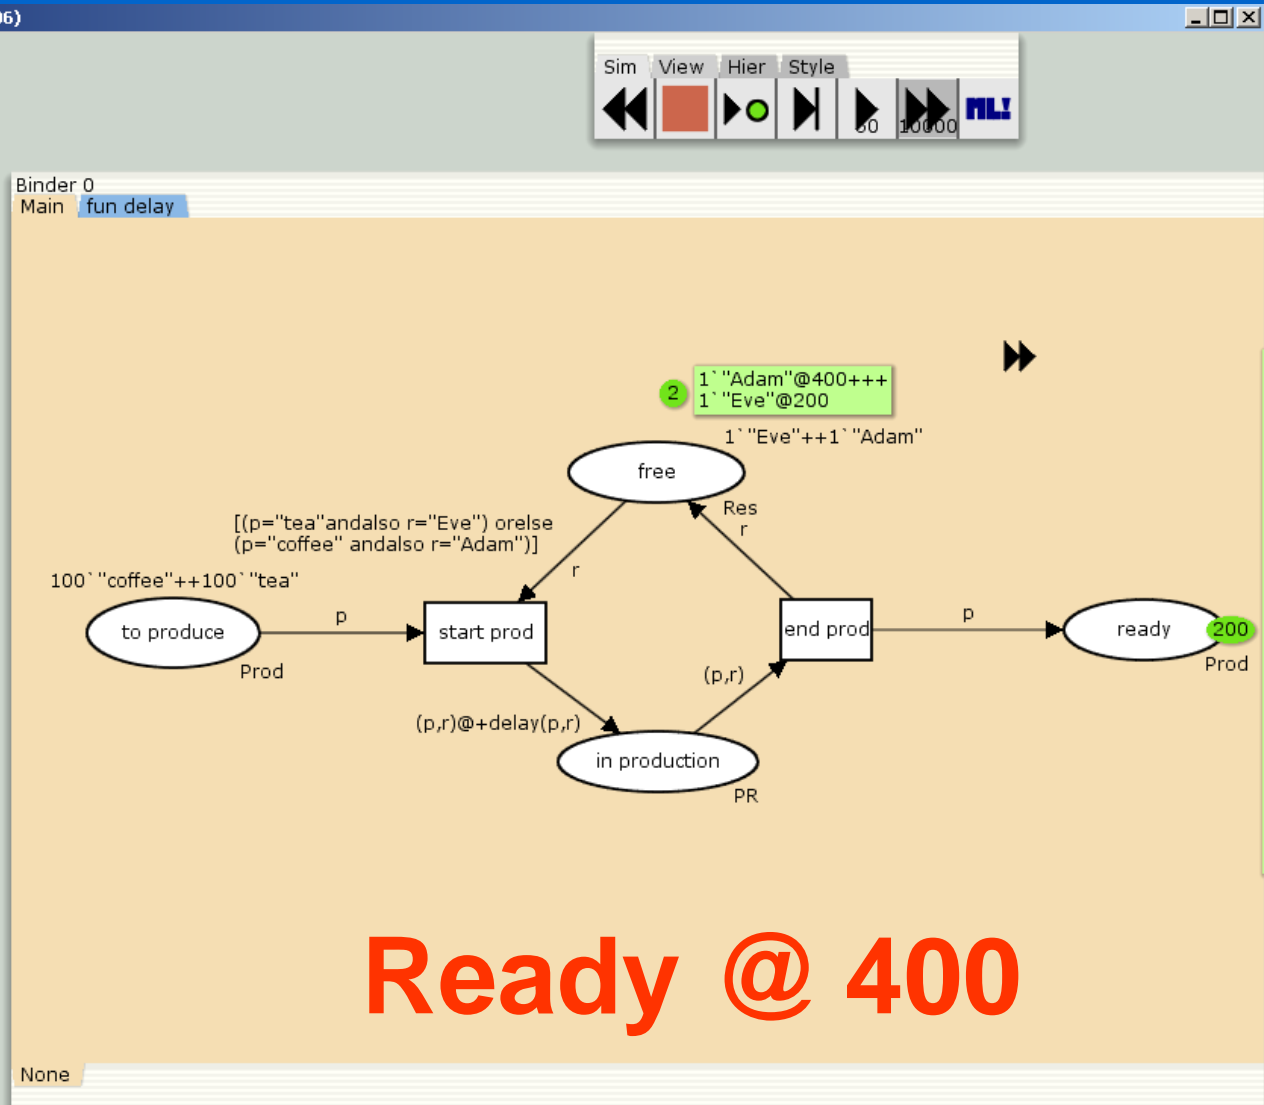 06)
Sim View Hier Style
50 10000 ML!
Binder 0
Main fun delay
2
1`"Adam"@400+++
1`"Eve"@200
1`"Eve"++1`"Adam"
free
Res
r
[(p="tea"andalso r="Eve") orelse
(p="coffee" andalso r="Adam")]
r
100`"coffee"++100`"tea"
to produce
p
start prod
end prod
p
ready
200
Prod
Prod
(p,r)
(p,r)@+delay(p,r)
in production
PR
Ready @ 400
None